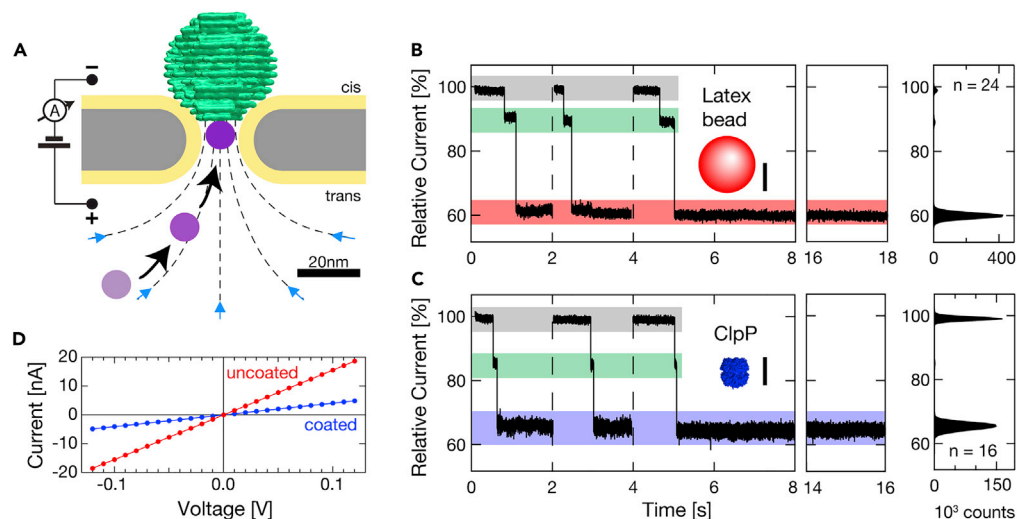 A
−
A
+
cis
trans
20nm
B
Relative Current [%]
100
80
60
Latex
bead
0
2
4
6
8
16
18
n = 24
100
80
60
0
200
400
C
Relative Current [%]
100
80
60
ClpP
0
2
4
6
8
14
16
Time [s]
100
80
60
n = 16
0
50
150
10³ counts
D
Current [nA]
20
10
0
-10
-20
uncoated
coated
-0.1
0.0
0.1
Voltage [V]